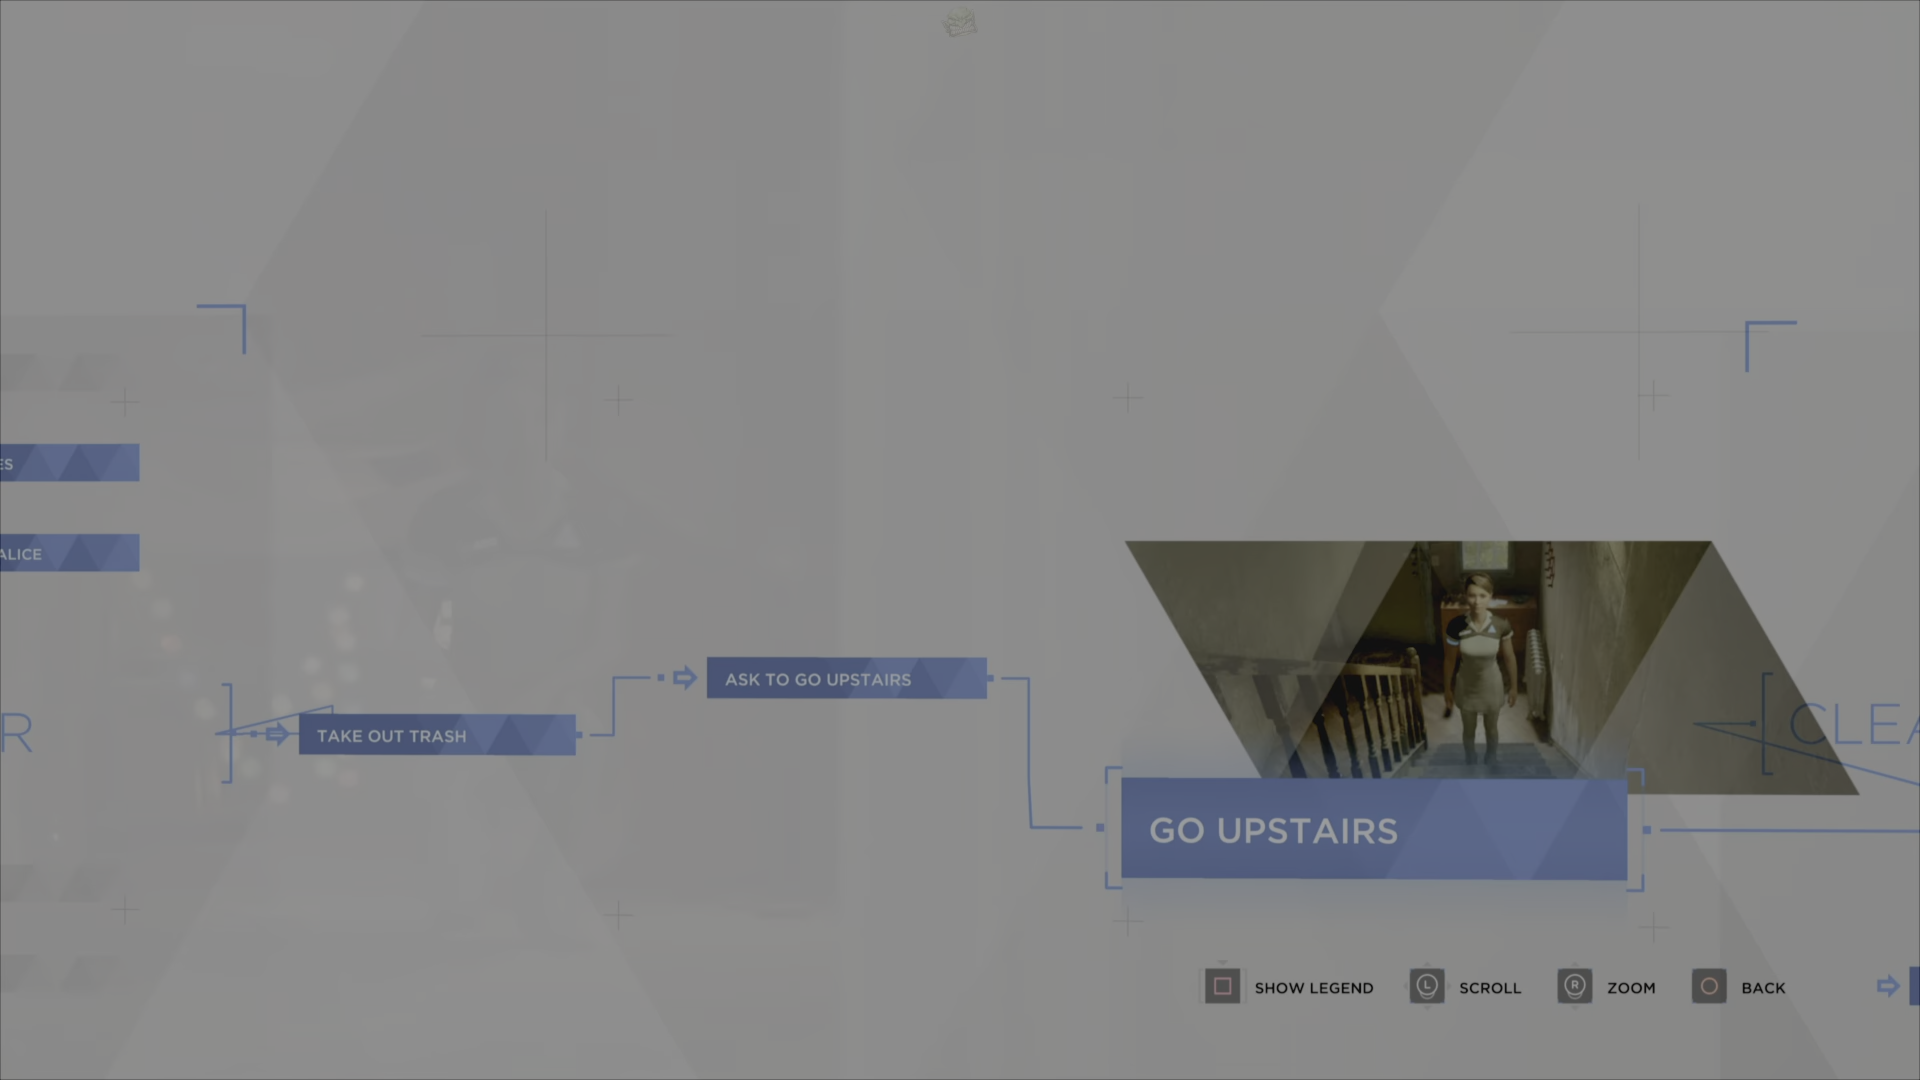 ES
ALICE
R
TAKE OUT TRASH
ASK TO GO UPSTAIRS
GO UPSTAIRS
CLEA
SHOW LEGEND
L
SCROLL
R
ZOOM
BACK